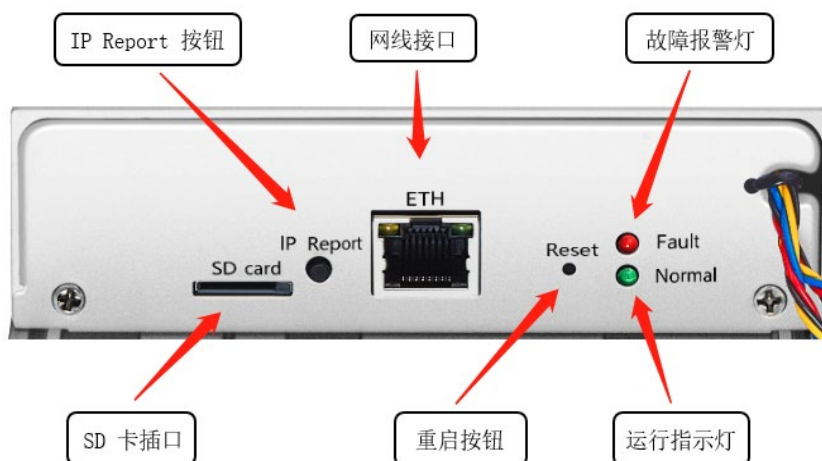 IP Report 按钮
网线接口
故障报警灯
ETH
IP Report
SD card
Reset
Fault
Normal
SD 卡插口
重启按钮
运行指示灯